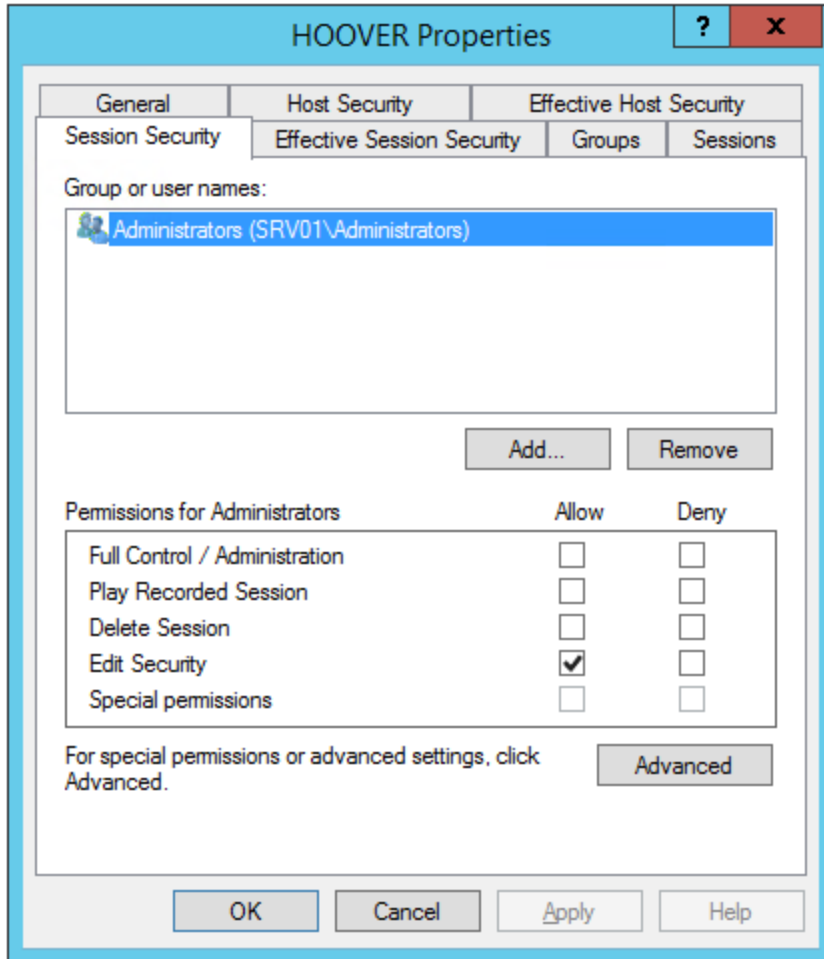 HOOVER Properties
?
x
General Host Security Effective Host Security
Session Security Effective Session Security Groups Sessions
Group or user names:
Administrators (SRV01\Administrators)
Add... Remove
Permissions for Administrators Allow Deny
Full Control / Administration
Play Recorded Session
Delete Session
Edit Security
Special permissions
For special permissions or advanced settings, click
Advanced.
Advanced
OK Cancel Apply Help